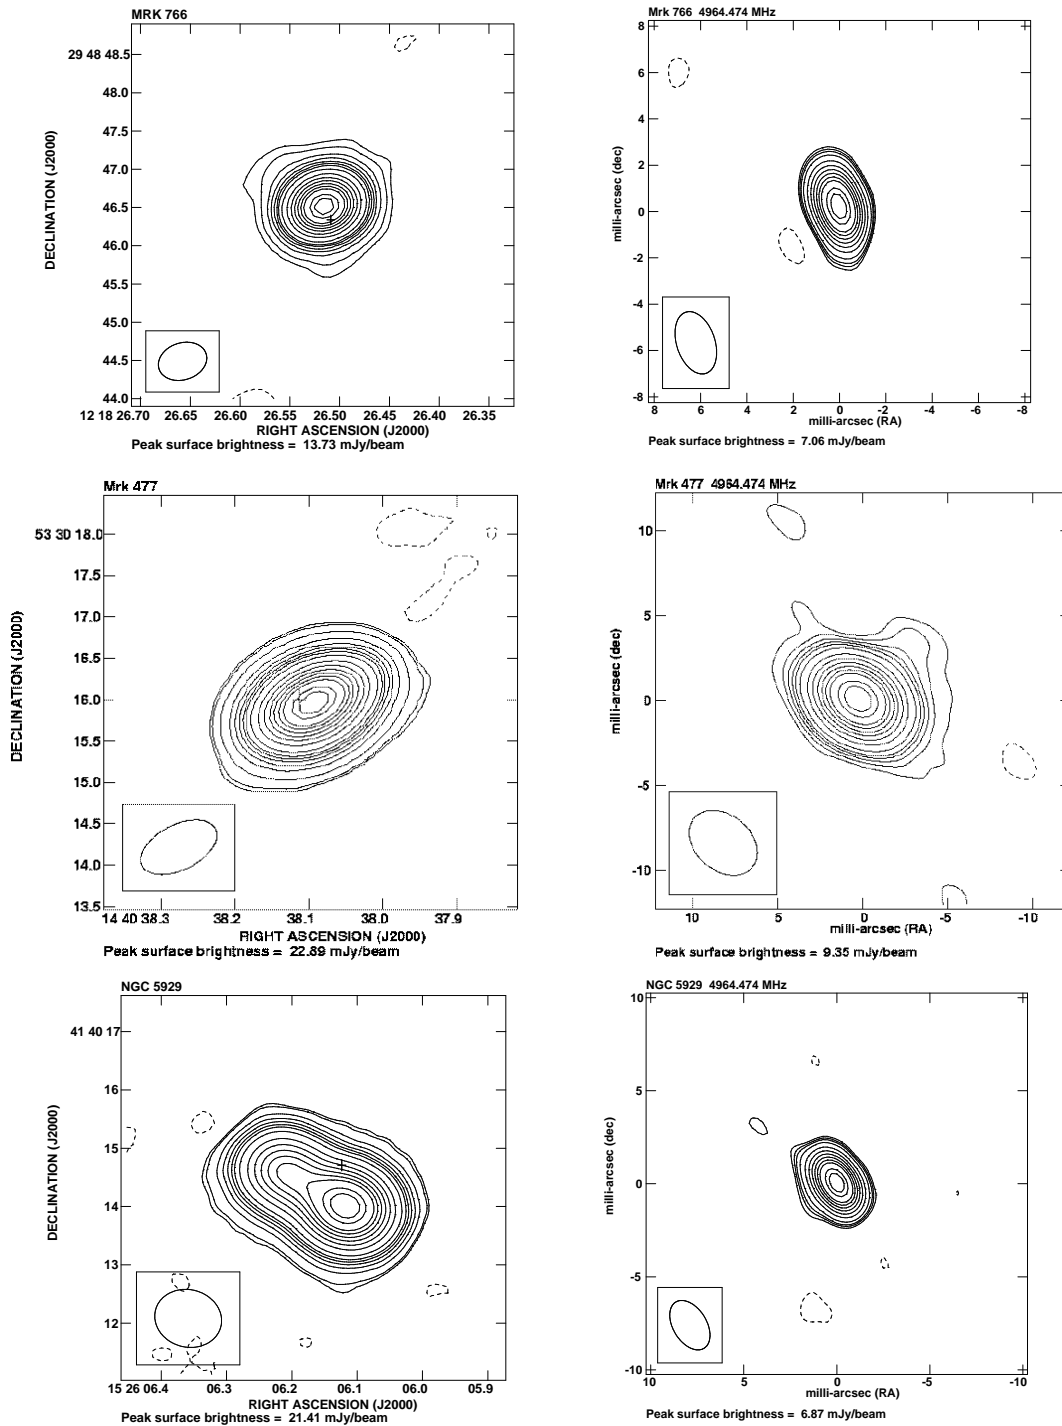 MRK 766
29 48 48.5
48.0
47.5
47.0
46.5
46.0
45.5
45.0
44.5
44.0
DECLINATION (J2000)
12 18 26.70 26.65 26.60 26.55 26.50 26.45 26.40 26.35
RIGHT ASCENSION (J2000)
Peak surface brightness = 13.73 mJy/beam
Mrk 766 4964.474 MHz
8
6
4
2
0
-2
-4
-6
-8
milli-arcsec (dec)
8 6 4 2 0 -2 -4 -6 -8
milli-arcsec (RA)
Peak surface brightness = 7.06 mJy/beam
Mrk 477
53 30 18.0
17.5
17.0
16.5
16.0
15.5
15.0
14.5
14.0
13.5
DECLINATION (J2000)
14 40 38.3 38.2 38.1 38.0 37.9
RIGHT ASCENSION (J2000)
Peak surface brightness = 22.89 mJy/beam
Mrk 477 4964.474 MHz
10
5
0
-5
-10
milli-arcsec (dec)
10 5 0 -5 -10
milli-arcsec (RA)
Peak surface brightness = 9.35 mJy/beam
NGC 5929
41 40 17
16
15
14
13
12
DECLINATION (J2000)
15 26 06.4 06.3 06.2 06.1 06.0 05.9
RIGHT ASCENSION (J2000)
Peak surface brightness = 21.41 mJy/beam
NGC 5929 4964.474 MHz
10
5
0
-5
-10
milli-arcsec (dec)
10 5 0 -5 -10
milli-arcsec (RA)
Peak surface brightness = 6.87 mJy/beam